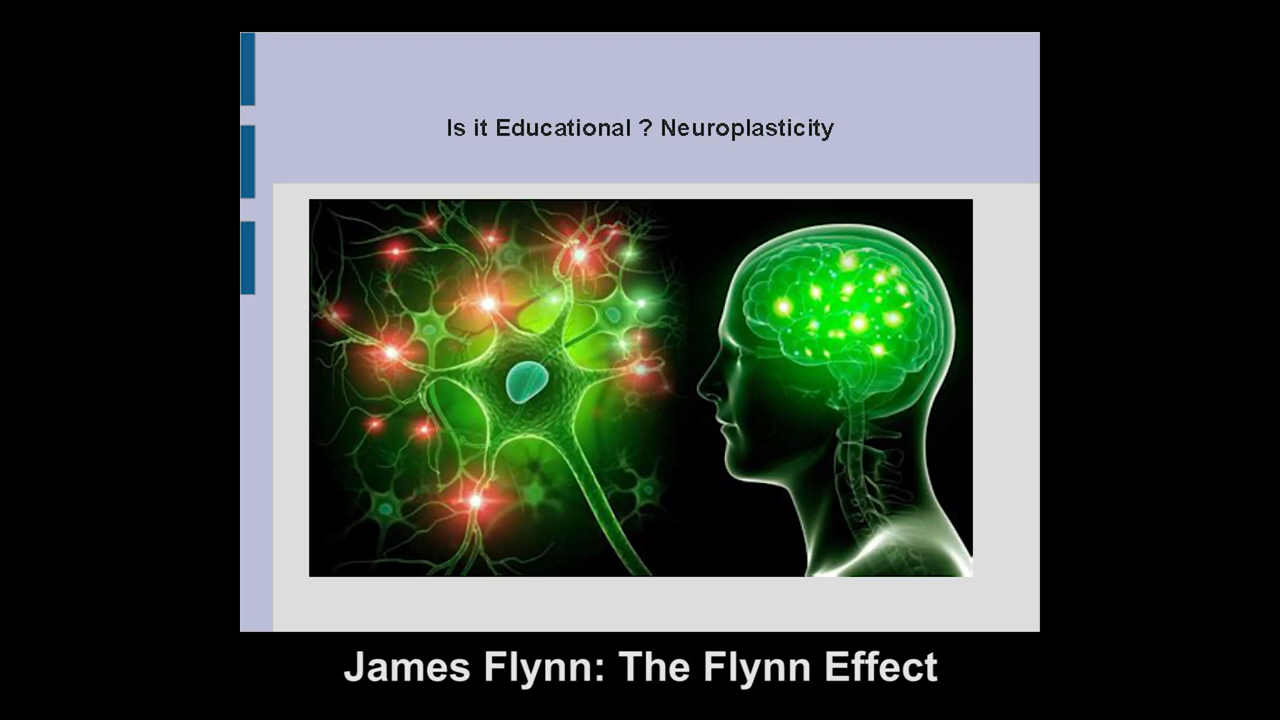 Is it Educational ? Neuroplasticity
James Flynn: The Flynn Effect